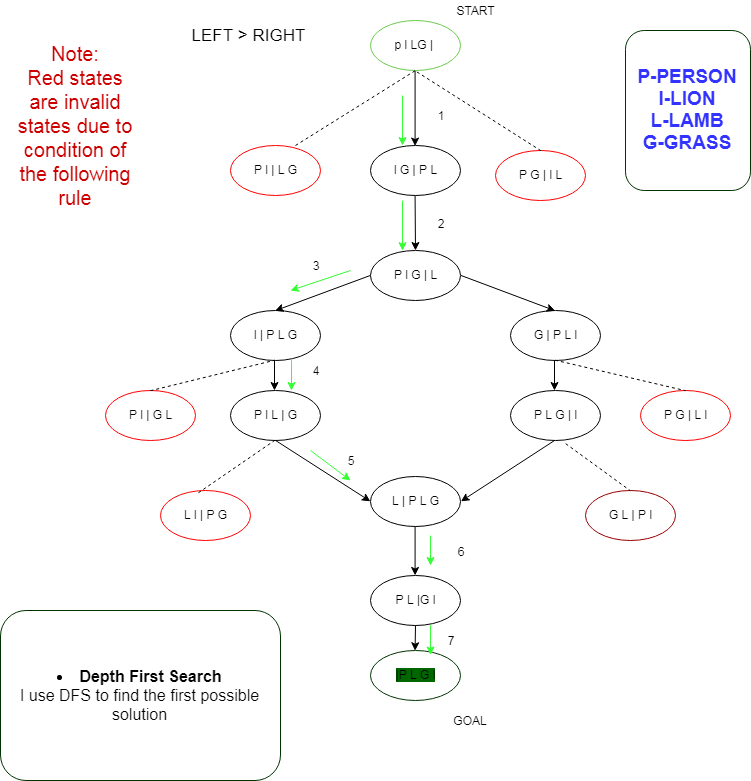 START
LEFT > RIGHT
p I LG |
Note:
Red states
are invalid
states due to
condition of
the following
rule
P-PERSON
I-LION
L-LAMB
G-GRASS
1
P I | L G
I G | P L
P G | I L
2
3
P I G | L
I | P L G
G | P L I
4
P I | G L
P I L | G
P L G | I
P G | L I
5
L | P L G
L I | P G
G L | P I
6
P L |G I
7
P L G
Depth First Search
I use DFS to find the first possible
solution
GOAL